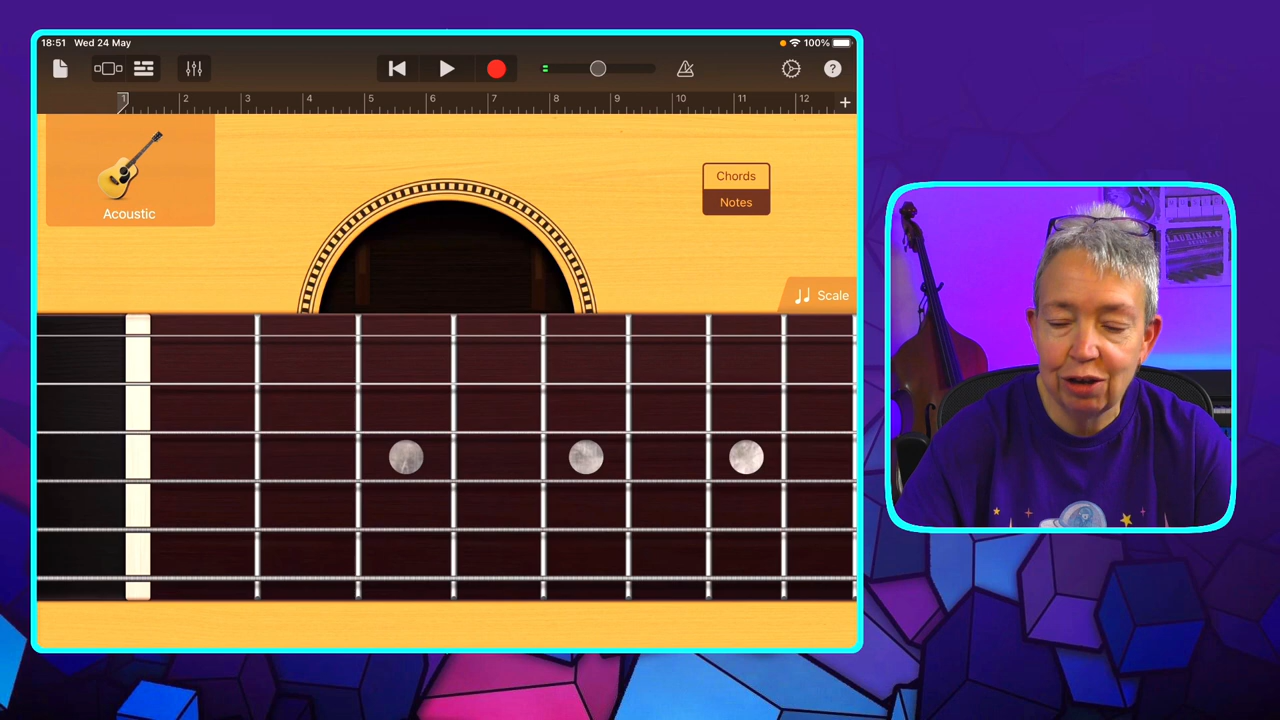 18:51 Wed 24 May
100%
1 2 3 4 5 6 7 8 9 10 11 12 +
Acoustic
Chords
Notes
Scale
?